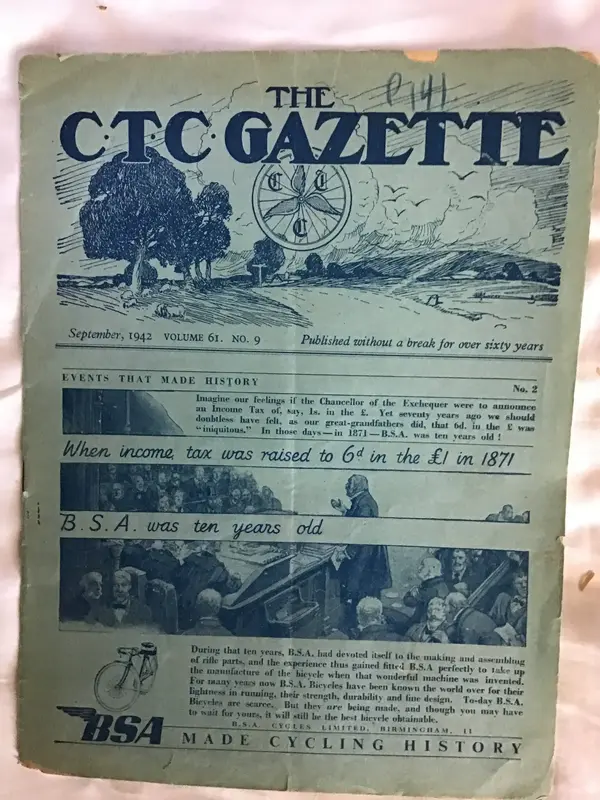 P 141.
THE
C·T·C·GAZETTE
C T C
September, 1942 VOLUME 61. NO. 9 Published without a break for over sixty years
EVENTS THAT MADE HISTORY No. 2
Imagine our feelings if the Chancellor of the Exchequer were to announce
an Income Tax of, say, 1s. in the £. Yet seventy years ago we should
doubtless have felt, as our great-grandfathers did, that 6d. in the £ was
"iniquitous." In those days—in 1871—B.S.A. was ten years old!
When income, tax was raised to 6d in the £1 in 1871
B.S.A. was ten years old
During that ten years, B.S.A. had devoted itself to the making and assembling
of rifle parts, and the experience thus gained fitted B.S.A. perfectly to take up
the manufacture of the bicycle when that wonderful machine was invented.
For many years now B.S.A. Bicycles have been known the world over for their
lightness in running, their strength, durability and fine design. To-day B.S.A.
Bicycles are scarce. But they are being made, and though you may have
to wait for yours, it will still be the best bicycle obtainable.
B.S.A. CYCLES LIMITED, BIRMINGHAM, 11
BSA MADE CYCLING HISTORY